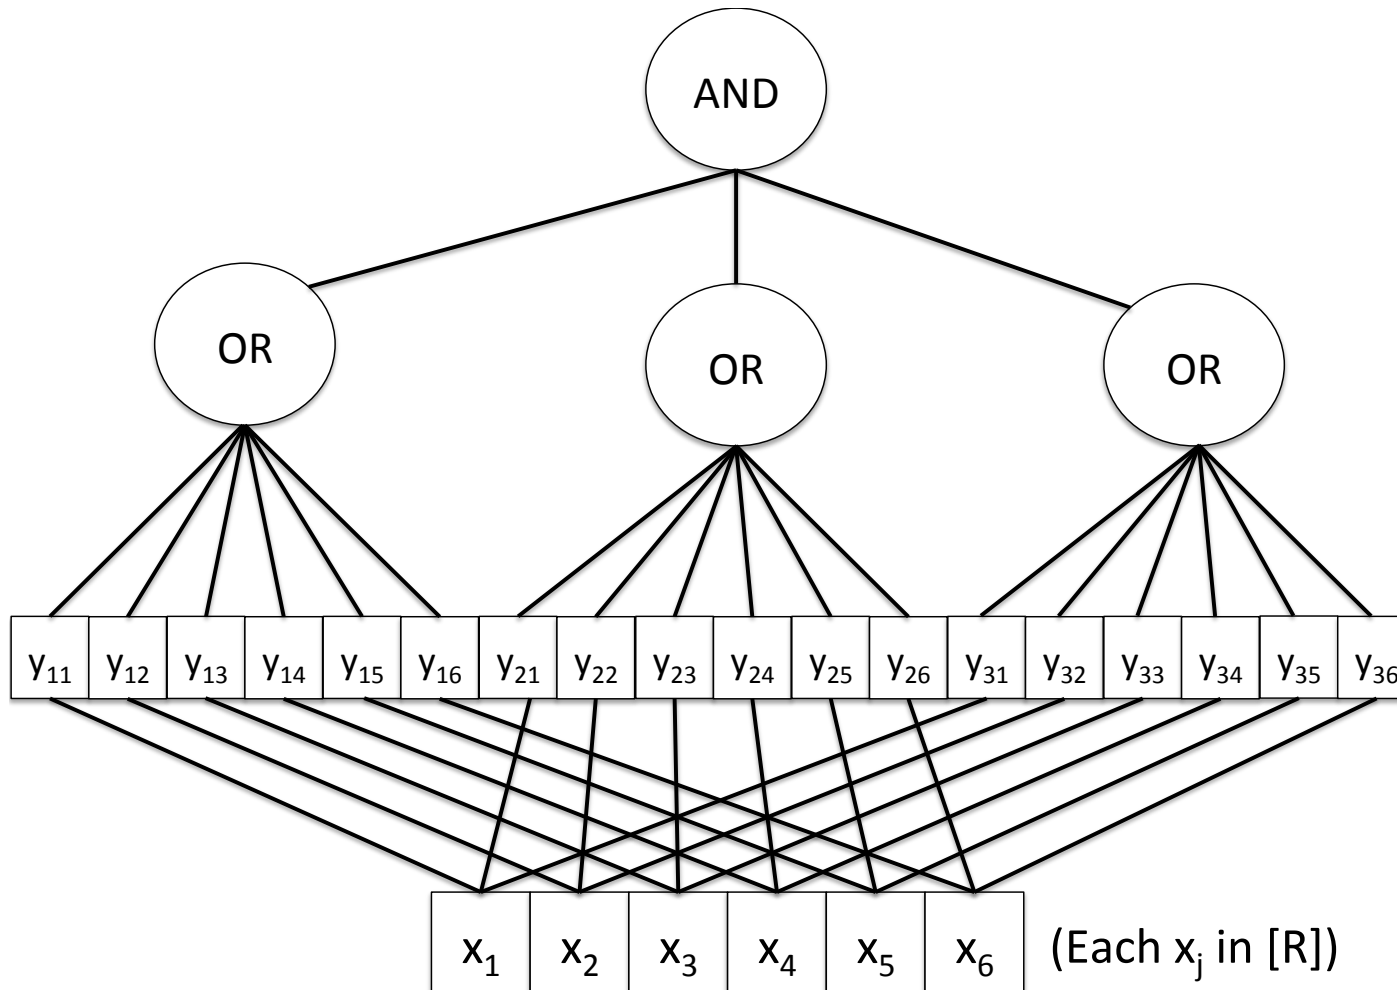 AND
OR OR OR
y₁₁ y₁₂ y₁₃ y₁₄ y₁₅ y₁₆ y₂₁ y₂₂ y₂₃ y₂₄ y₂₅ y₂₆ y₃₁ y₃₂ y₃₃ y₃₄ y₃₅ y₃₆
x₁ x₂ x₃ x₄ x₅ x₆ (Each xⱼ in [R])